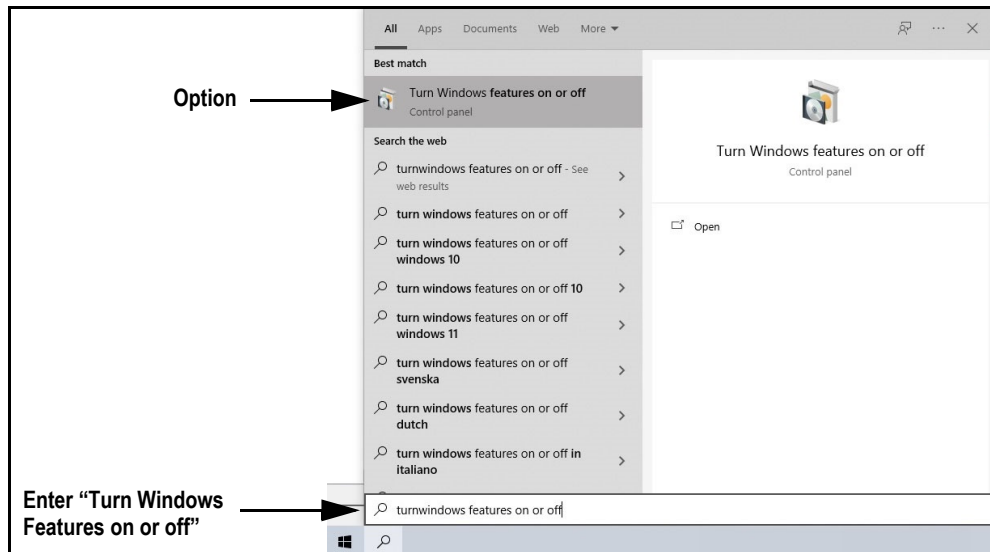 All Apps Documents Web More
Best match
Option
Turn Windows features on or off
Control panel
Search the web
turnwindows features on or off - See
web results
turn windows features on or off
turn windows features on or off
windows 10
turn windows features on or off 10
turn windows features on or off
windows 11
turn windows features on or off
svenska
turn windows features on or off
dutch
turn windows features on or off in
italiano
Turn Windows features on or off
Control panel
Open
Enter “Turn Windows
Features on or off”
turnwindows features on or off